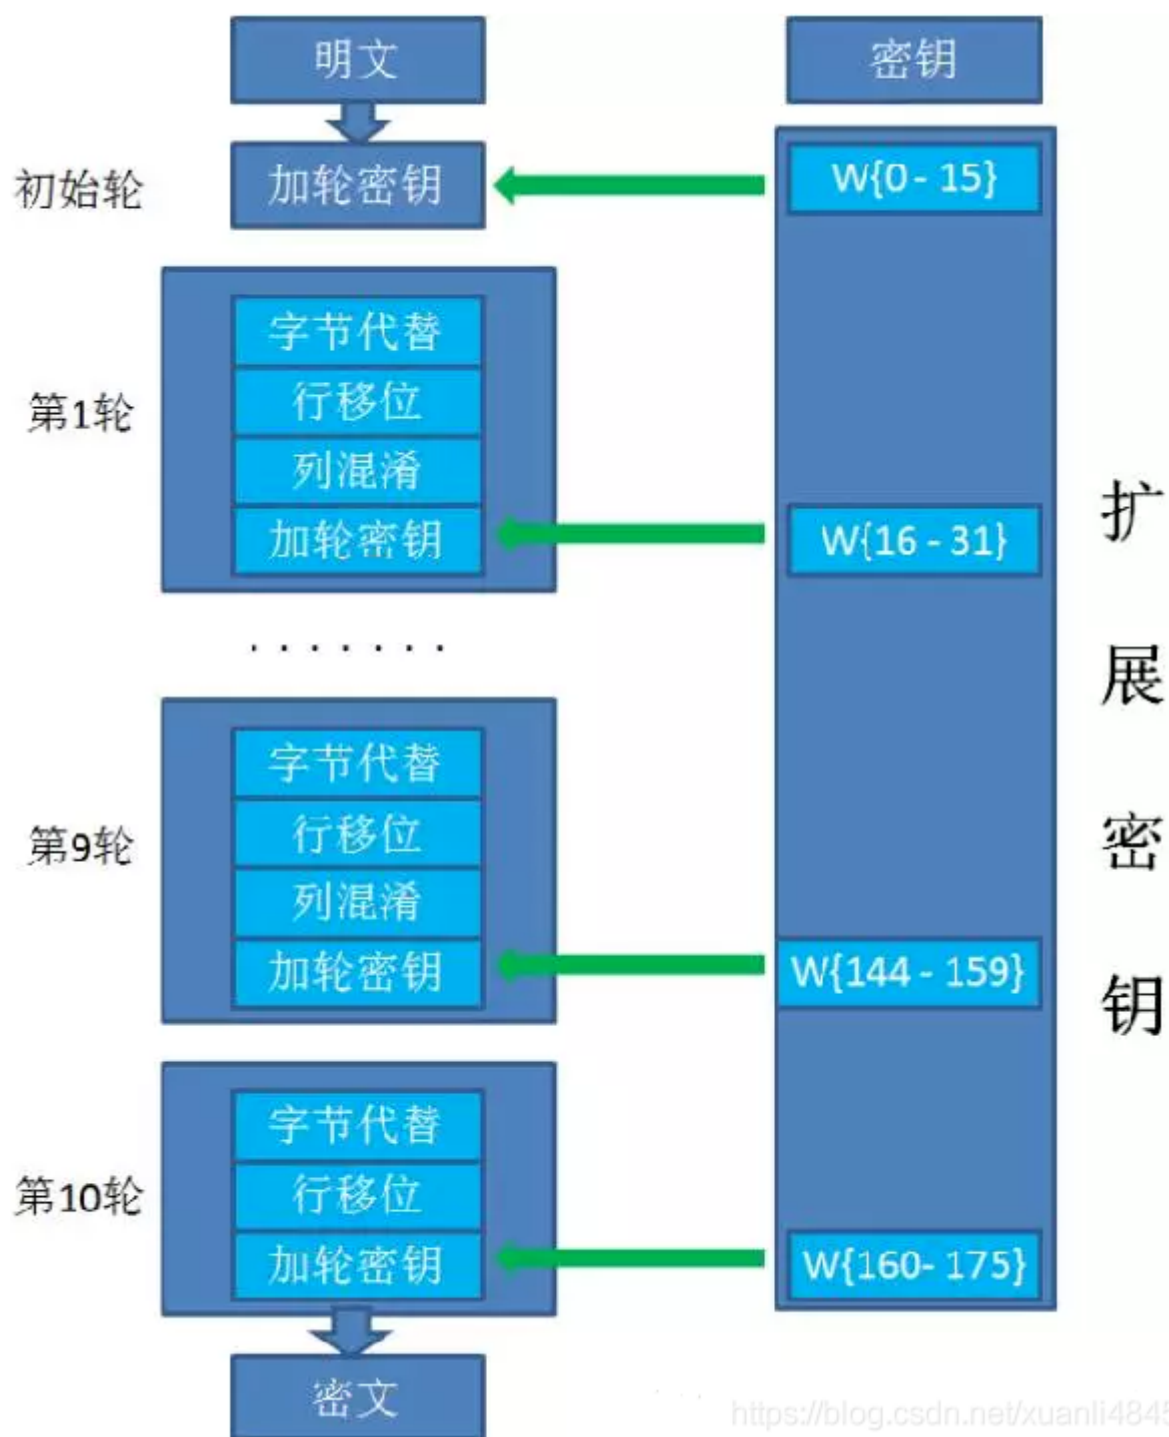 明文
密钥
初始轮
加轮密钥
W{0 - 15}
第1轮
字节代替
行移位
列混淆
加轮密钥
W{16 - 31}
.......
第9轮
字节代替
行移位
列混淆
加轮密钥
W{144 - 159}
第10轮
字节代替
行移位
加轮密钥
W{160- 175}
密文
扩展密钥
https://blog.csdn.net/xuanli4845